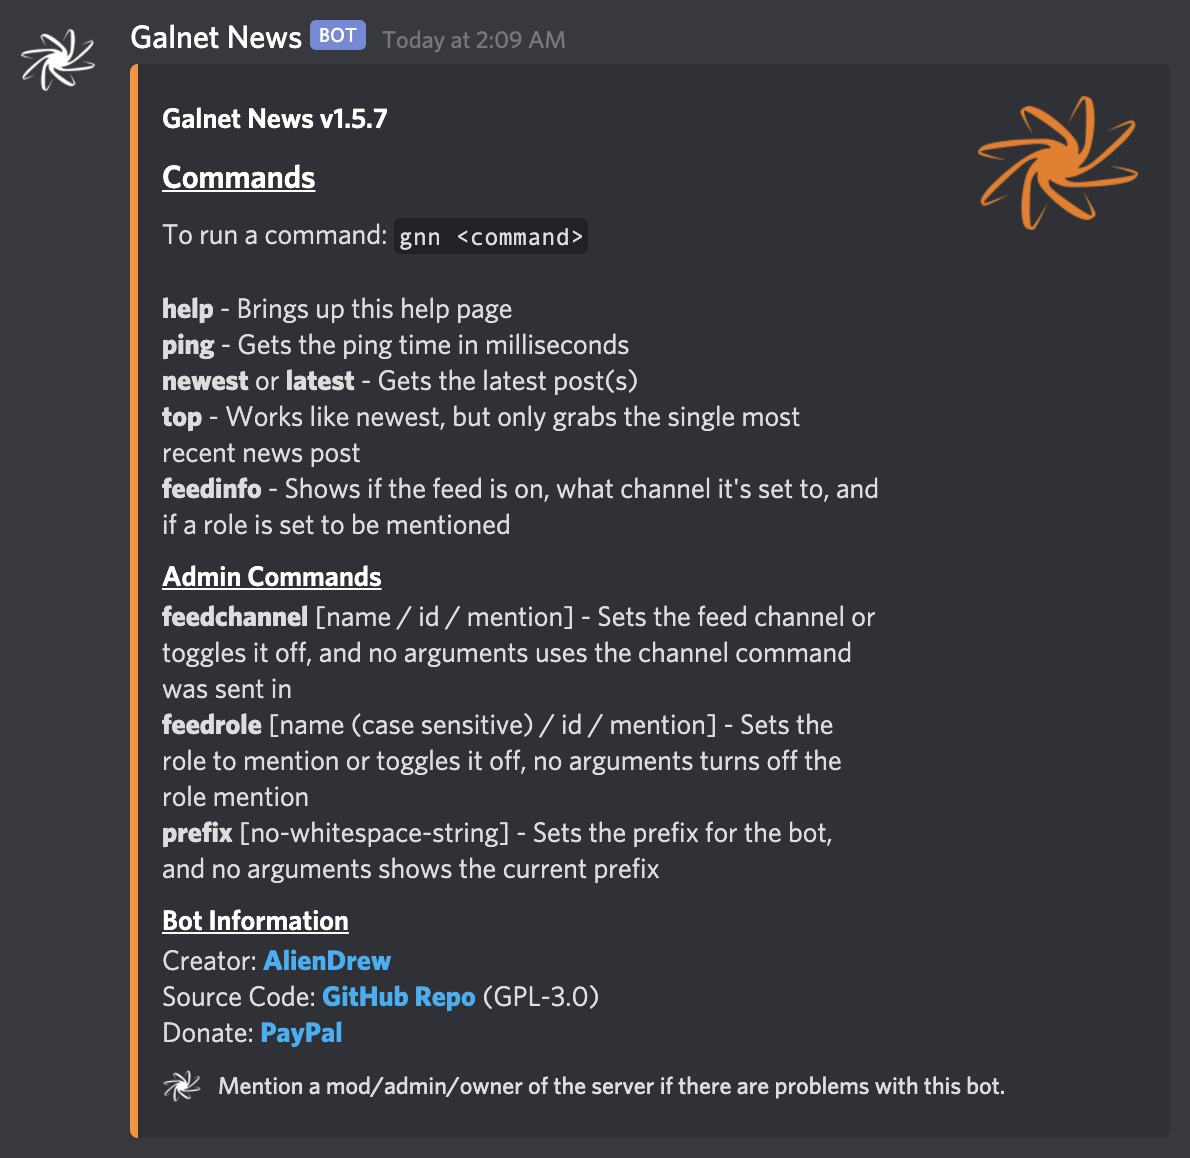 Galnet News BOT Today at 2:09 AM
Galnet News v1.5.7
Commands
To run a command: gnn <command>
help - Brings up this help page
ping - Gets the ping time in milliseconds
newest or latest - Gets the latest post(s)
top - Works like newest, but only grabs the single most
recent news post
feedinfo - Shows if the feed is on, what channel it's set to, and
if a role is set to be mentioned
Admin Commands
feedchannel [name / id / mention] - Sets the feed channel or
toggles it off, and no arguments uses the channel command
was sent in
feedrole [name (case sensitive) / id / mention] - Sets the
role to mention or toggles it off, no arguments turns off the
role mention
prefix [no-whitespace-string] - Sets the prefix for the bot,
and no arguments shows the current prefix
Bot Information
Creator: AlienDrew
Source Code: GitHub Repo (GPL-3.0)
Donate: PayPal
Mention a mod/admin/owner of the server if there are problems with this bot.